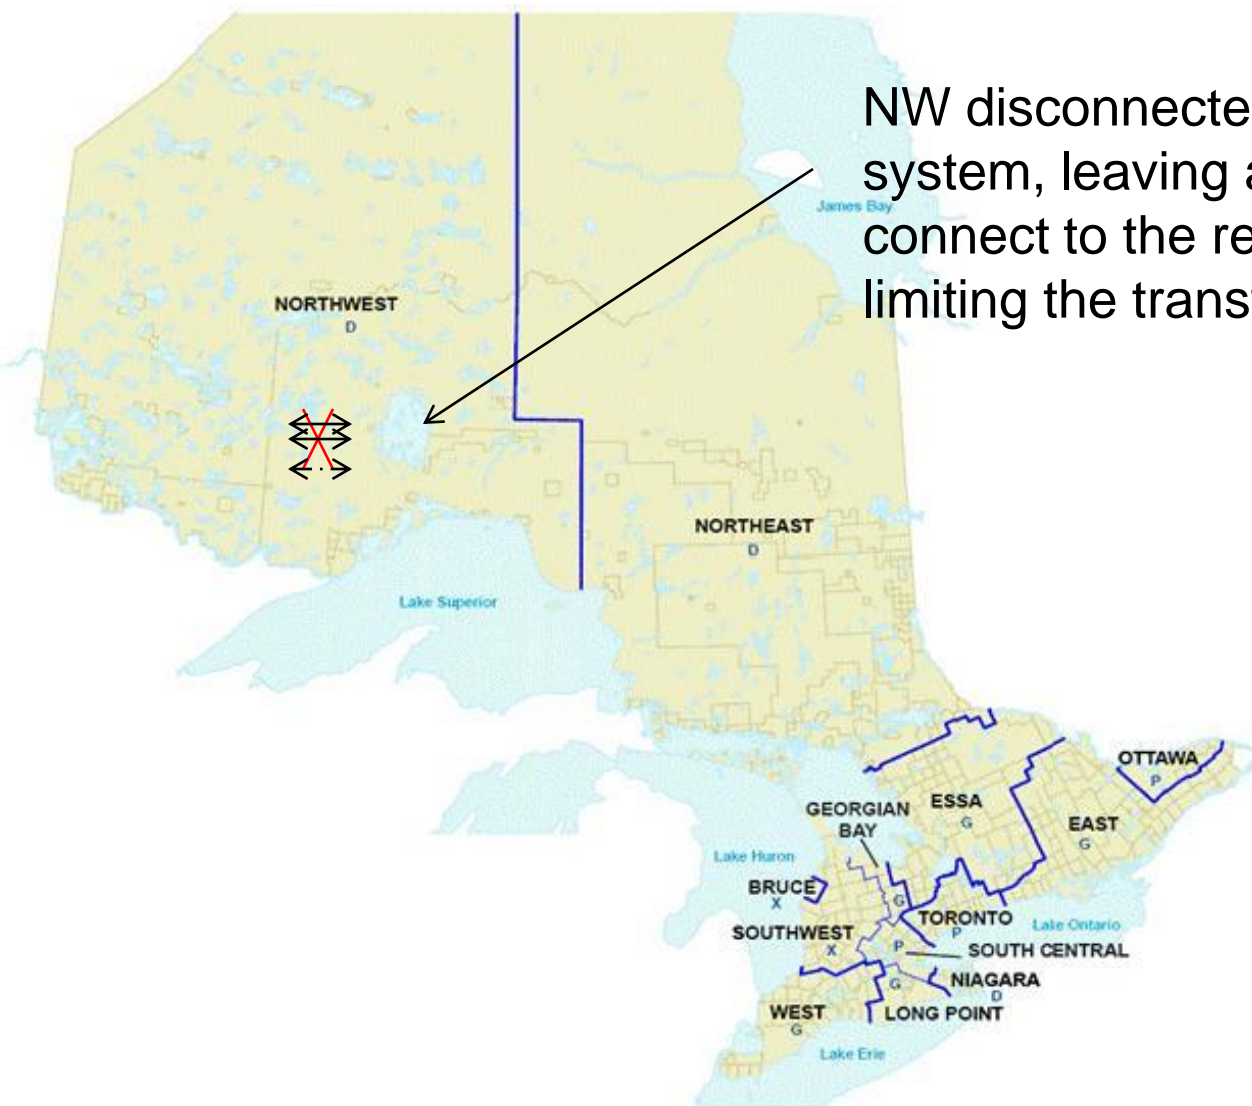 NW disconnecte
system, leaving a
connect to the re
limiting the transf
James Bay
NORTHWEST
D
NORTHEAST
D
Lake Superior
OTTAWA
P
GEORGIAN
BAY
ESSA
G
EAST
G
Lake Huron
BRUCE
X
G
TORONTO
P
Lake Ontario
SOUTHWEST
X
P
SOUTH CENTRAL
G
NIAGARA
D
WEST
G
LONG POINT
Lake Erie